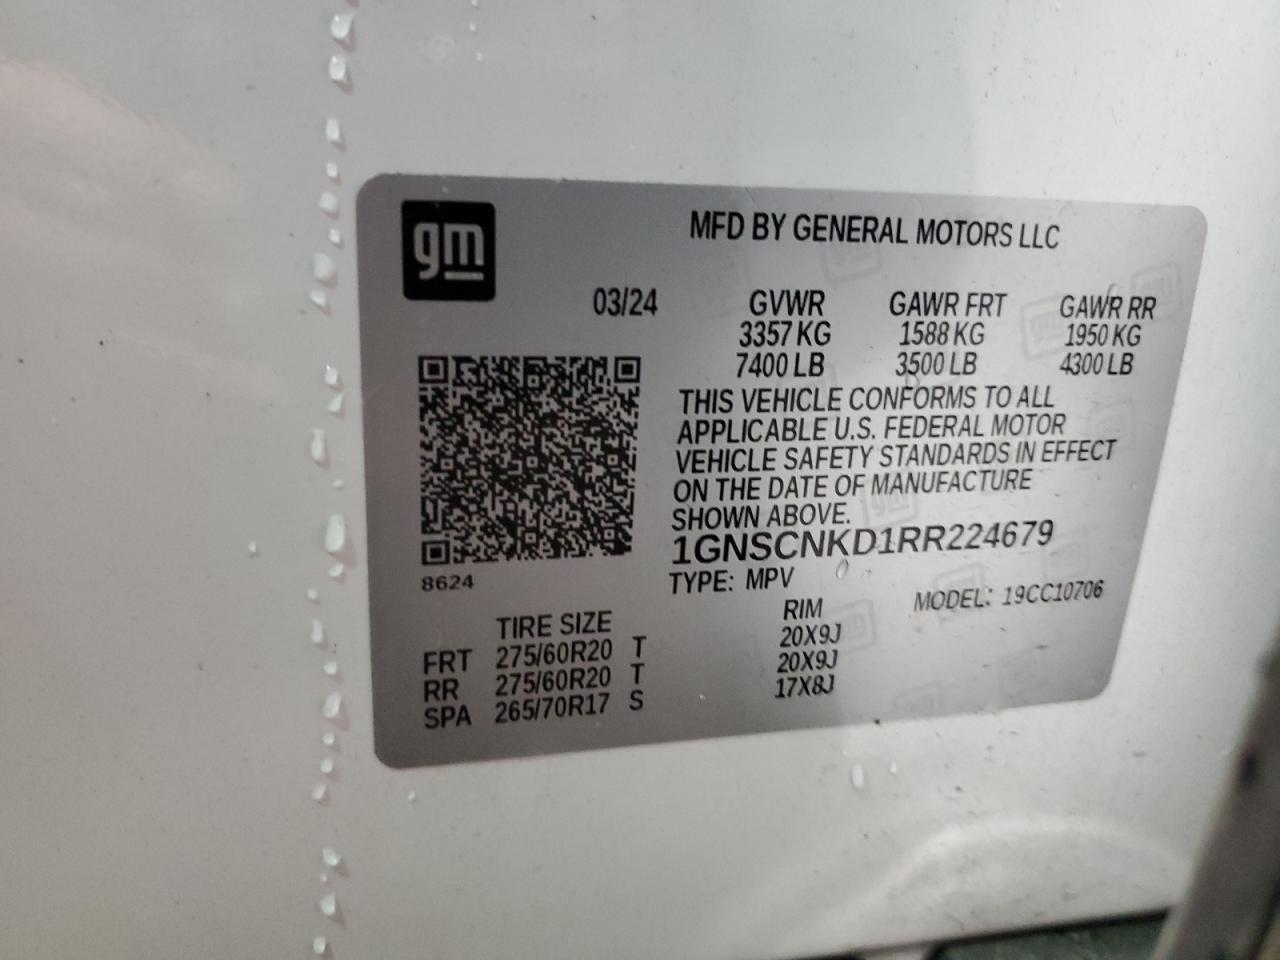 gm
MFD BY GENERAL MOTORS LLC
03/24 GVWR GAWR FRT GAWR RR
3357 KG 1588 KG 1950 KG
7400 LB 3500 LB 4300 LB
THIS VEHICLE CONFORMS TO ALL
APPLICABLE U.S. FEDERAL MOTOR
VEHICLE SAFETY STANDARDS IN EFFECT
ON THE DATE OF MANUFACTURE
SHOWN ABOVE.
1GNSCNKD1RR224679
8624
TYPE: MPV MODEL: 19CC10706
TIRE SIZE RIM
FRT 275/60R20 T 20X9J
RR 275/60R20 T 20X9J
SPA 265/70R17 S 17X8J